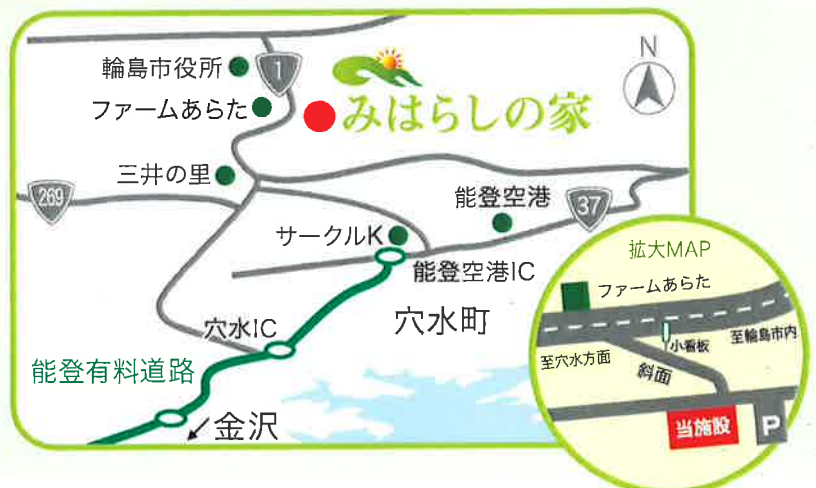 輪島市役所
1
N
ファームあらた
みはらしの家
三井の里
269
能登空港
37
サークルK
能登空港IC
穴水町
穴水IC
能登有料道路
金沢
拡大MAP
ファームあらた
小看板
至輪島市内
至穴水方面
斜面
当施設
P